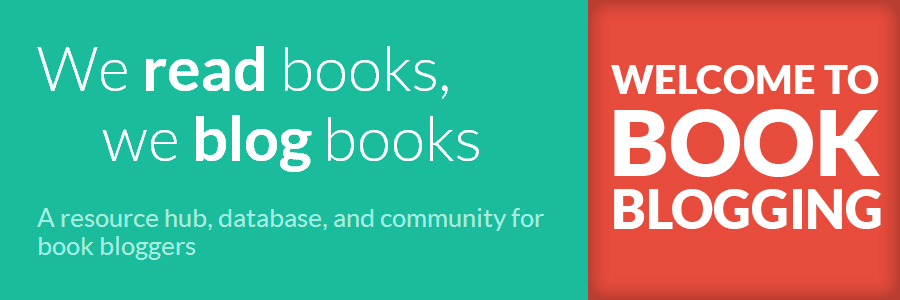 We read books,
we blog books
A resource hub, database, and community for
book bloggers
WELCOME TO
BOOK
BLOGGING